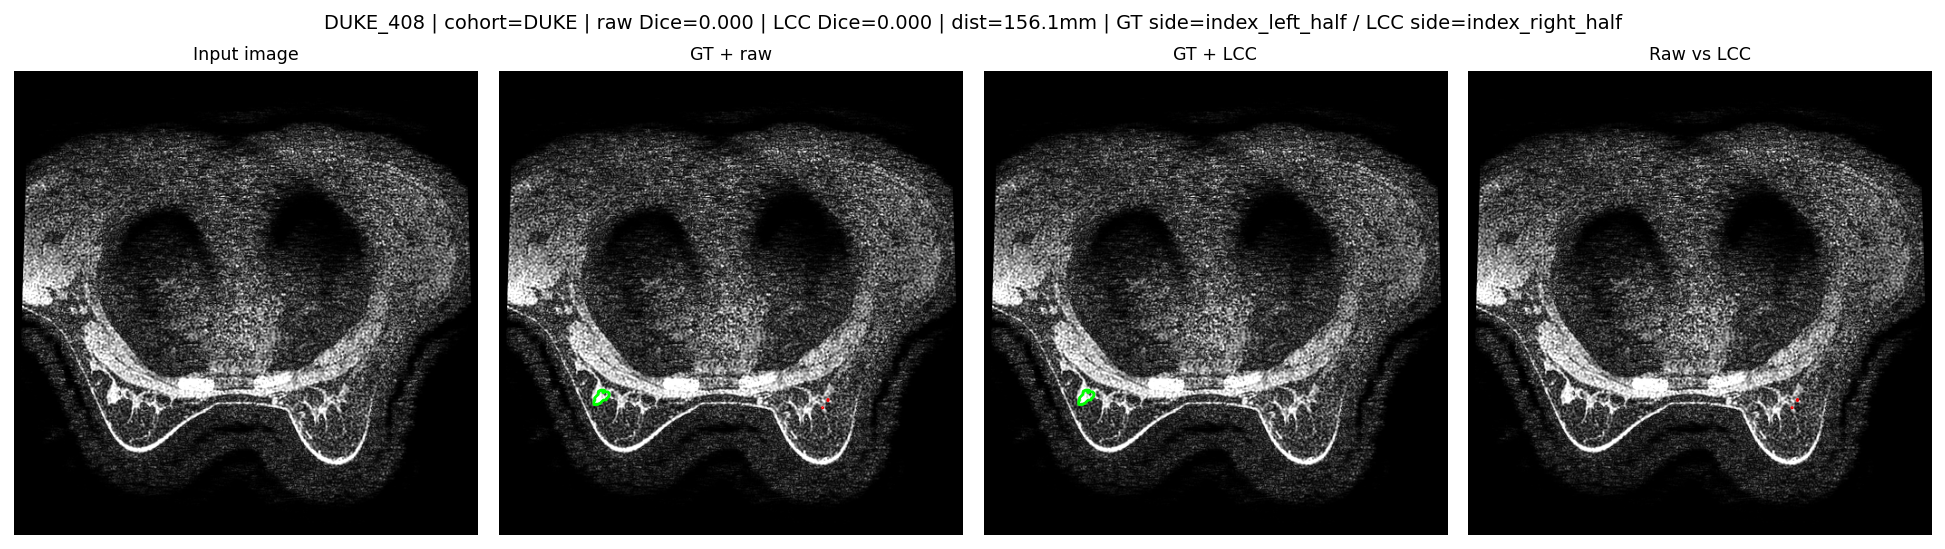 DUKE_408 | cohort=DUKE | raw Dice=0.000 | LCC Dice=0.000 | dist=156.1mm | GT side=index_left_half / LCC side=index_right_half
Input image
GT + raw
GT + LCC
Raw vs LCC